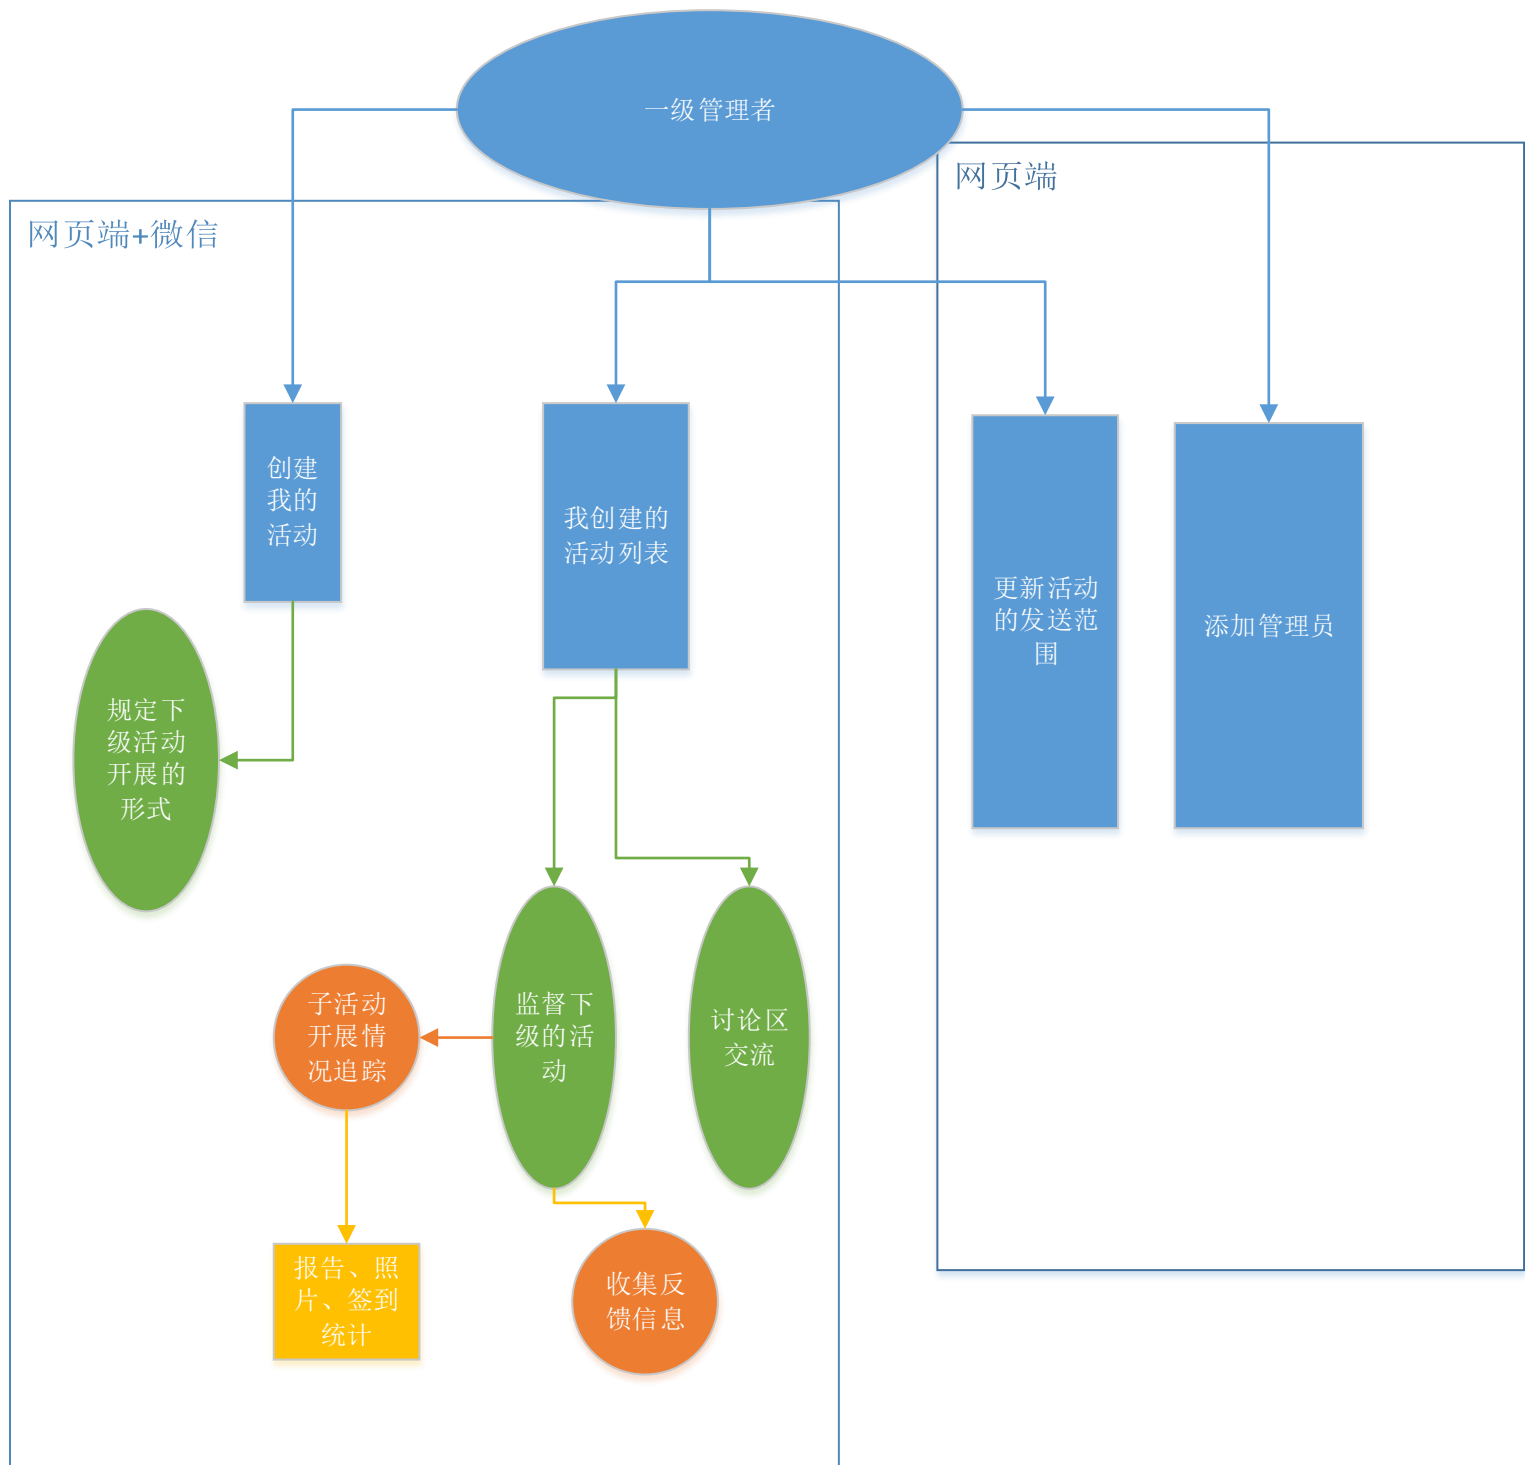 一级管理者
网页端
网页端+微信
创建
我的
活动
我创建的
活动列表
更新活动
的发送范
围
添加管理员
规定下
级活动
开展的
形式
子活动
开展情
况追踪
监督下
级的活
动
讨论区
交流
报告、照
片、签到
统计
收集反
馈信息